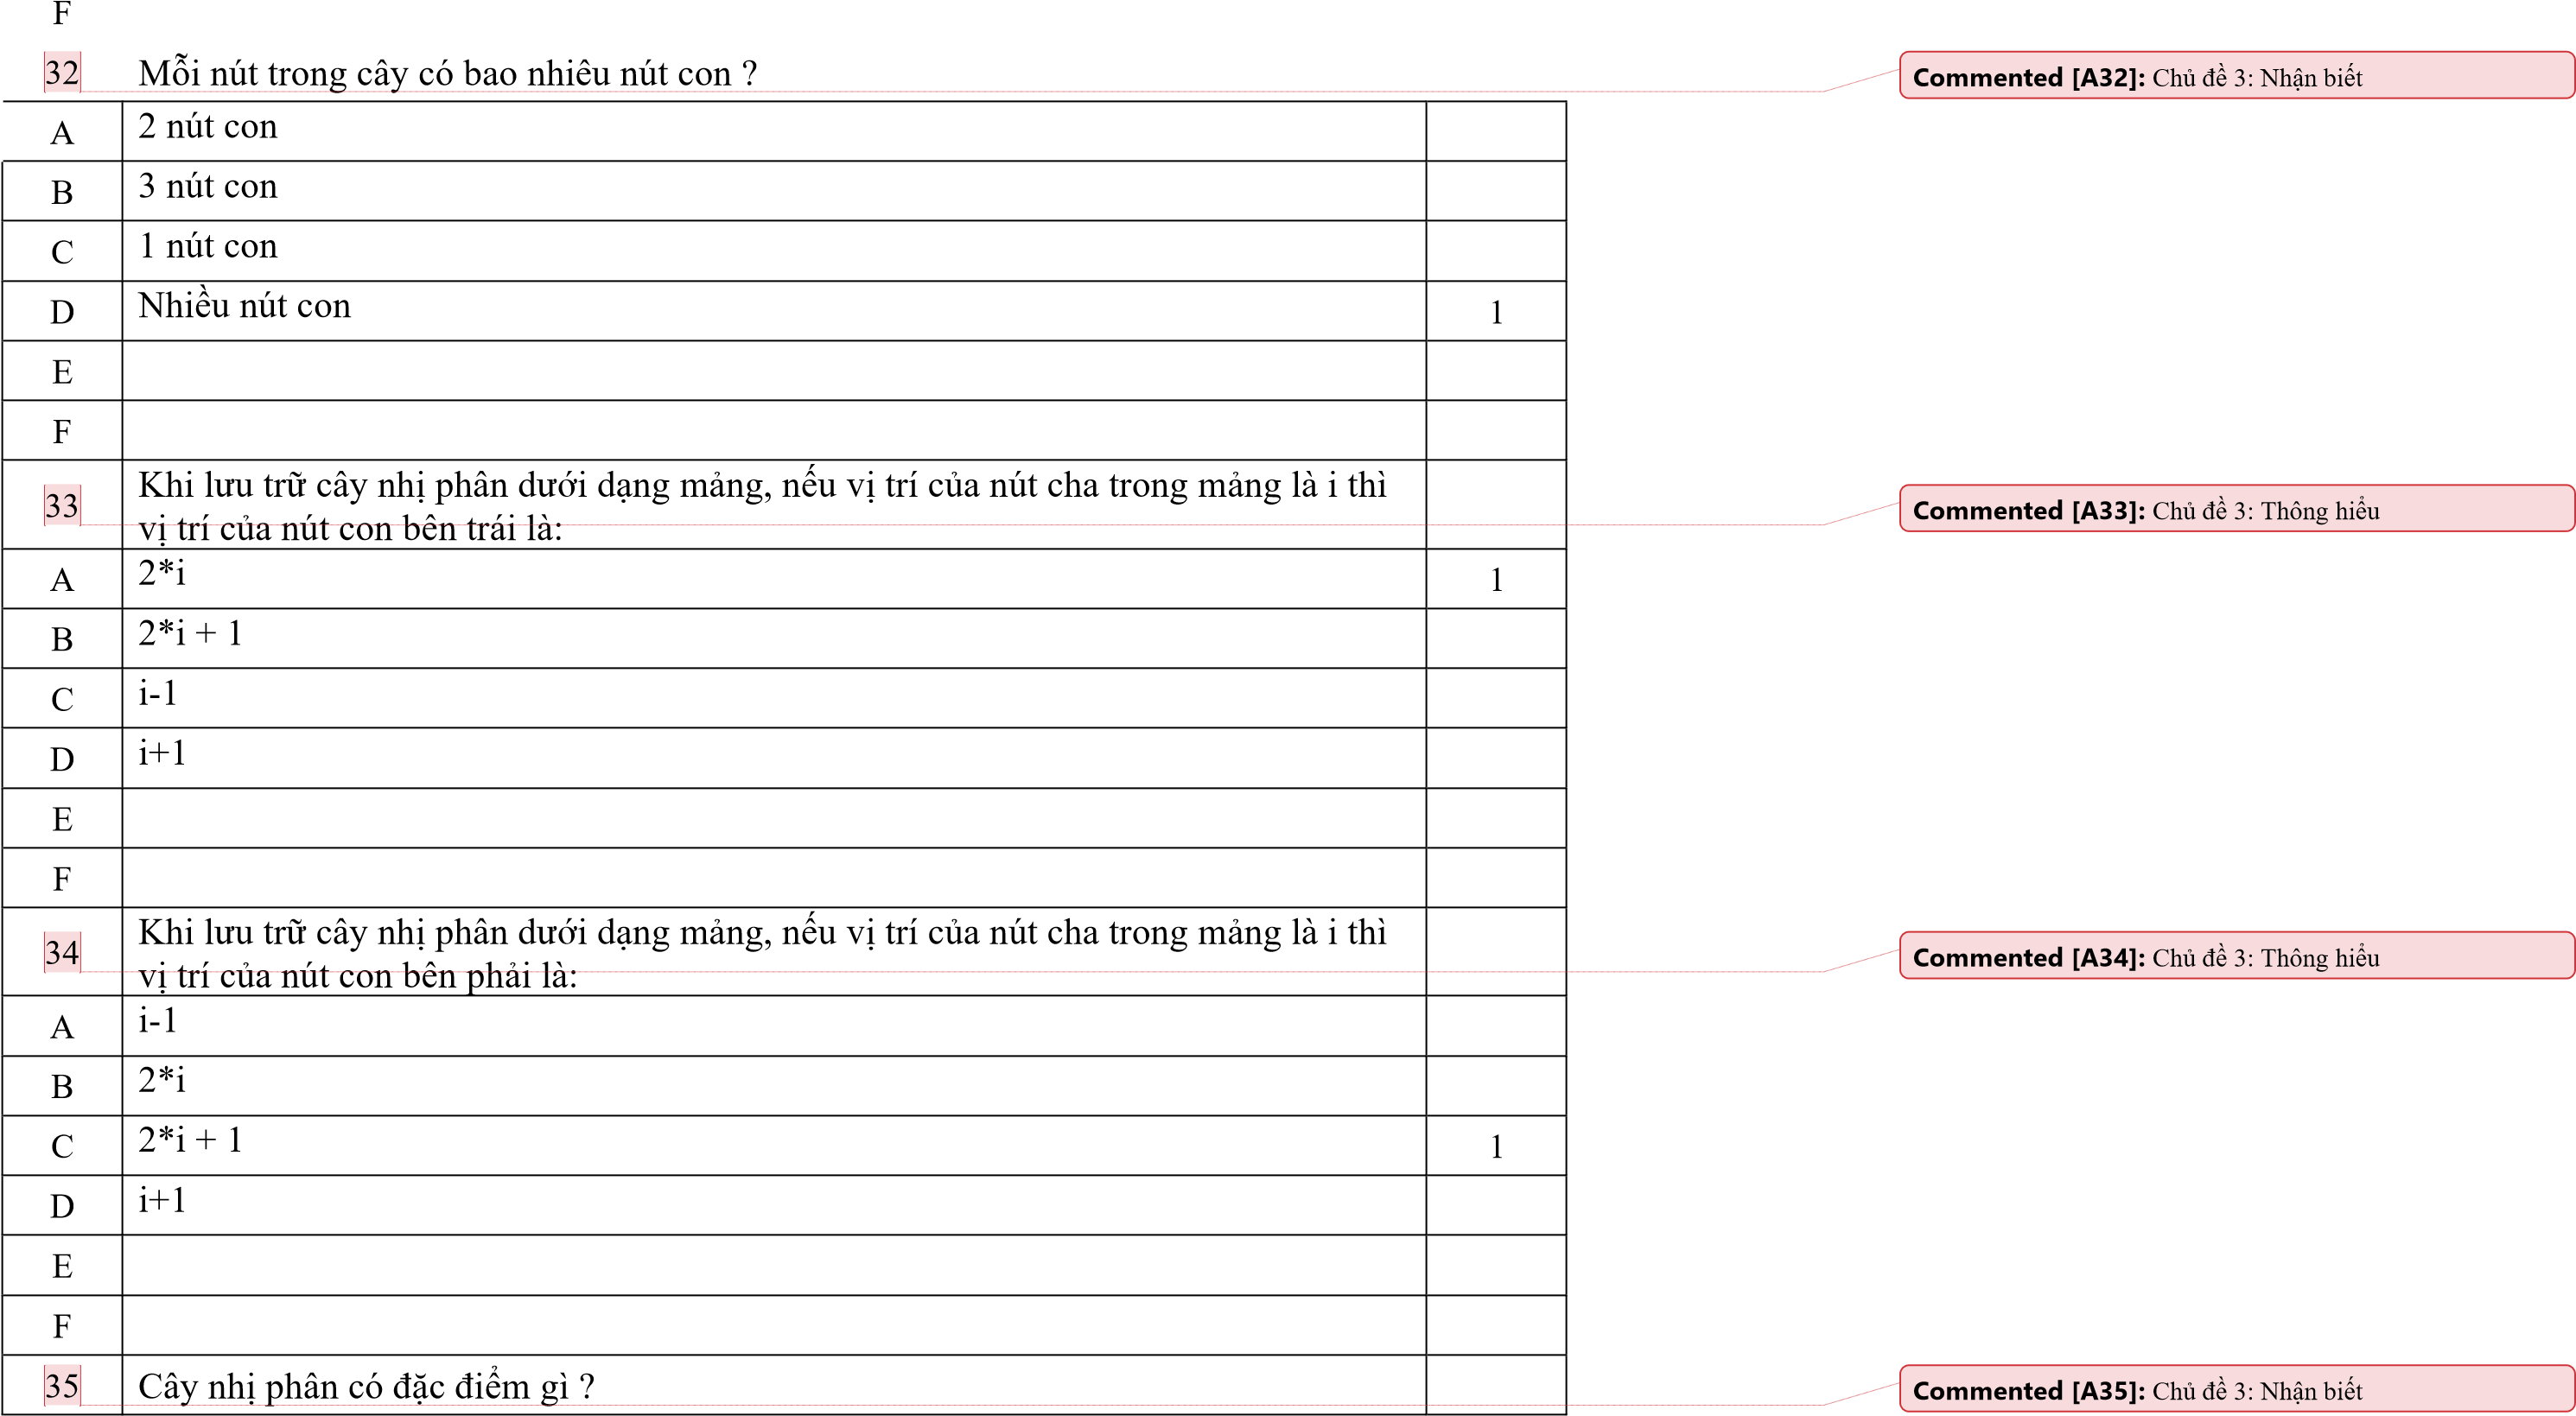 F
32 Mỗi nút trong cây có bao nhiêu nút con ? Commented [A32]: Chủ đề 3: Nhận biết
A 2 nút con
B 3 nút con
C 1 nút con
D Nhiều nút con 1
E
F
33 Khi lưu trữ cây nhị phân dưới dạng mảng, nếu vị trí của nút cha trong mảng là i thì
vị trí của nút con bên trái là: Commented [A33]: Chủ đề 3: Thông hiểu
A 2*i 1
B 2*i + 1
C i-1
D i+1
E
F
34 Khi lưu trữ cây nhị phân dưới dạng mảng, nếu vị trí của nút cha trong mảng là i thì
vị trí của nút con bên phải là: Commented [A34]: Chủ đề 3: Thông hiểu
A i-1
B 2*i
C 2*i + 1 1
D i+1
E
F
35 Cây nhị phân có đặc điểm gì ? Commented [A35]: Chủ đề 3: Nhận biết